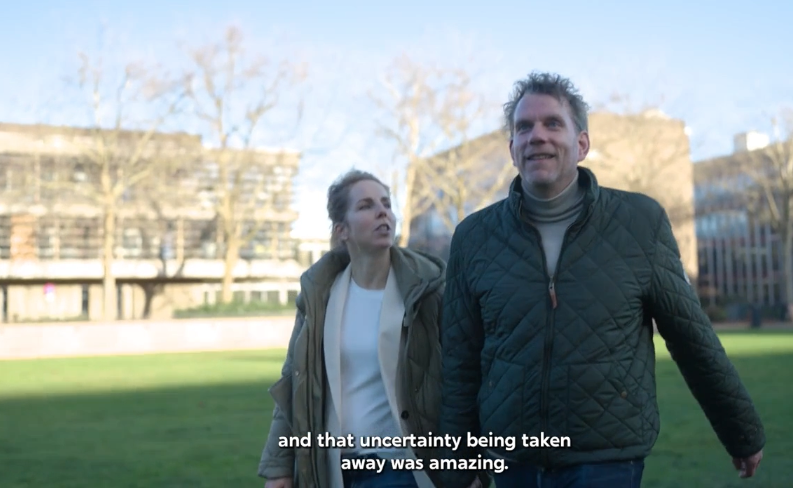 and that uncertainty being taken
away was amazing.